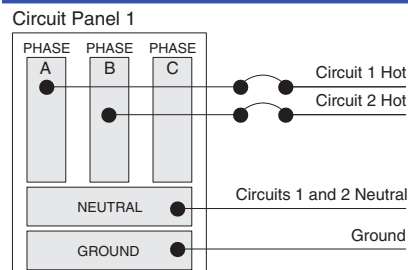 Circuit Panel 1
PHASE PHASE PHASE
A B C
Circuit 1 Hot
Circuit 2 Hot
NEUTRAL
Circuits 1 and 2 Neutral
GROUND
Ground